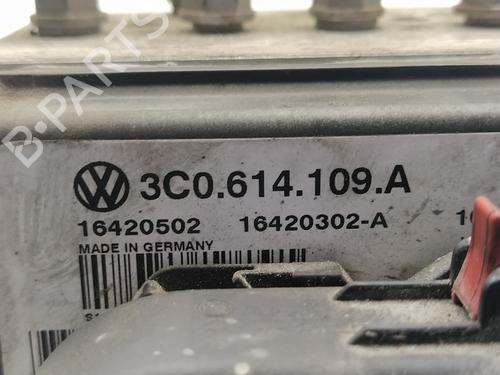 B-PARTS
3C0.614.109.A
16420502 16420302-A
MADE IN GERMANY